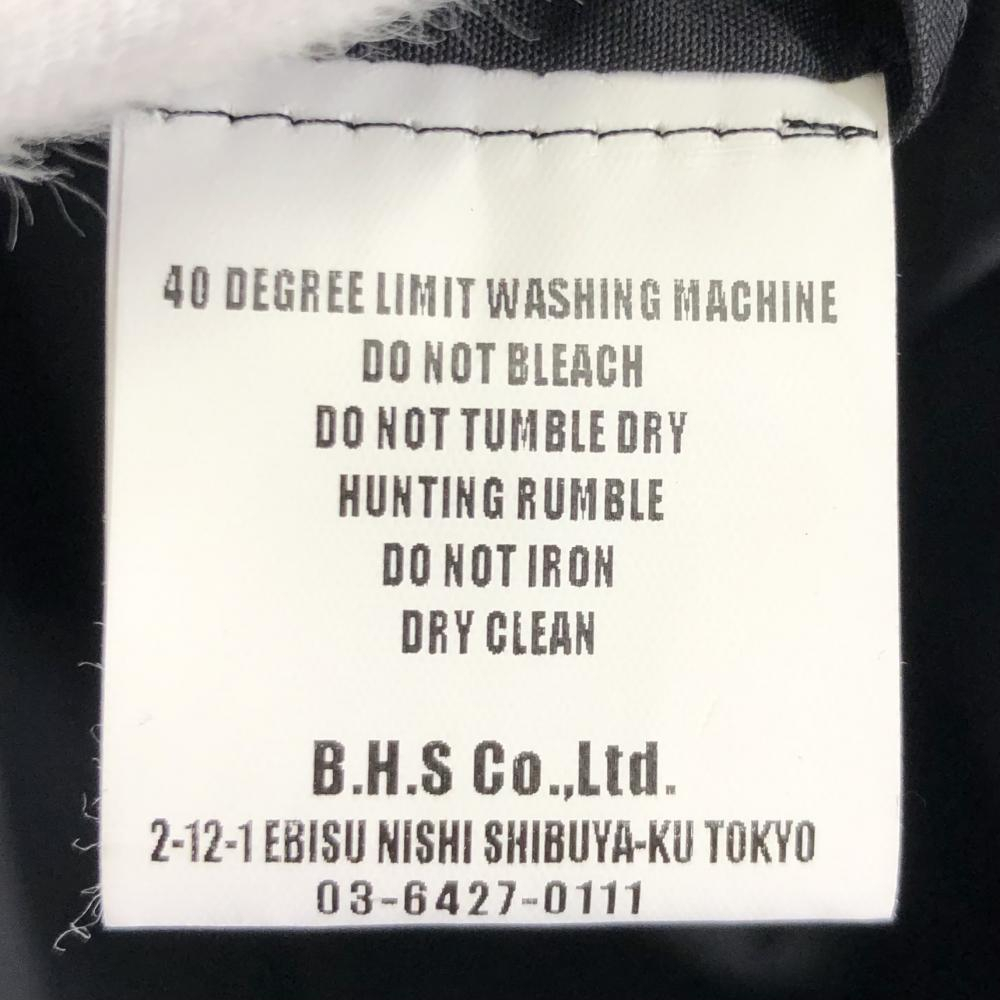 40 DEGREE LIMIT WASHING MACHINE
DO NOT BLEACH
DO NOT TUMBLE DRY
HUNTING RUMBLE
DO NOT IRON
DRY CLEAN
B.H.S Co.,Ltd.
2-12-1 EBISU NISHI SHIBUYA-KU TOKYO
03-6427-0111